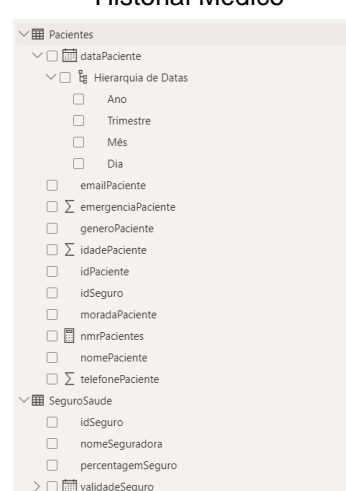 Historial Médico
Pacientes
dataPaciente
Hierarquia de Datas
Ano
Trimestre
Mês
Dia
emailPaciente
emergenciaPaciente
generoPaciente
idadePaciente
idPaciente
idSeguro
moradaPaciente
nmrPacientes
nomePaciente
telefonePaciente
SeguroSaude
idSeguro
nomeSeguradora
percentagemSeguro
validadeSeguro